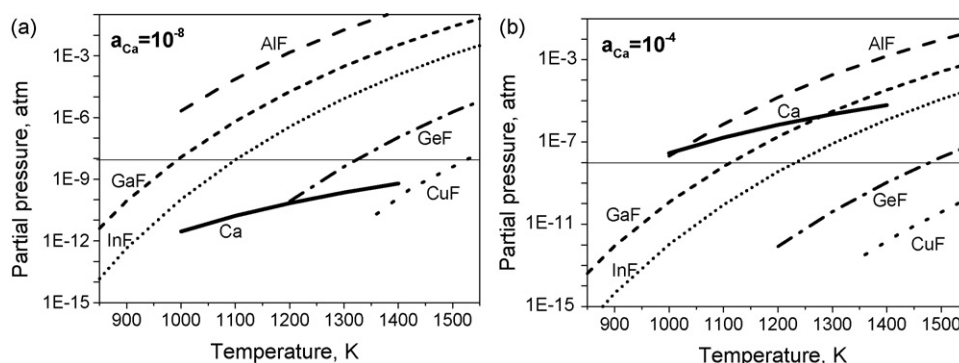 (a)
a_Ca=10^-8
1E-3
1E-6
1E-9
1E-12
1E-15
Partial pressure, atm
AlF
GaF
InF
GeF
CuF
Ca
900 1000 1100 1200 1300 1400 1500
Temperature, K
(b)
a_Ca=10^-4
1E-3
1E-7
1E-11
1E-15
Partial pressure, atm
AlF
Ca
GaF
InF
GeF
CuF
900 1000 1100 1200 1300 1400 1500
Temperature, K